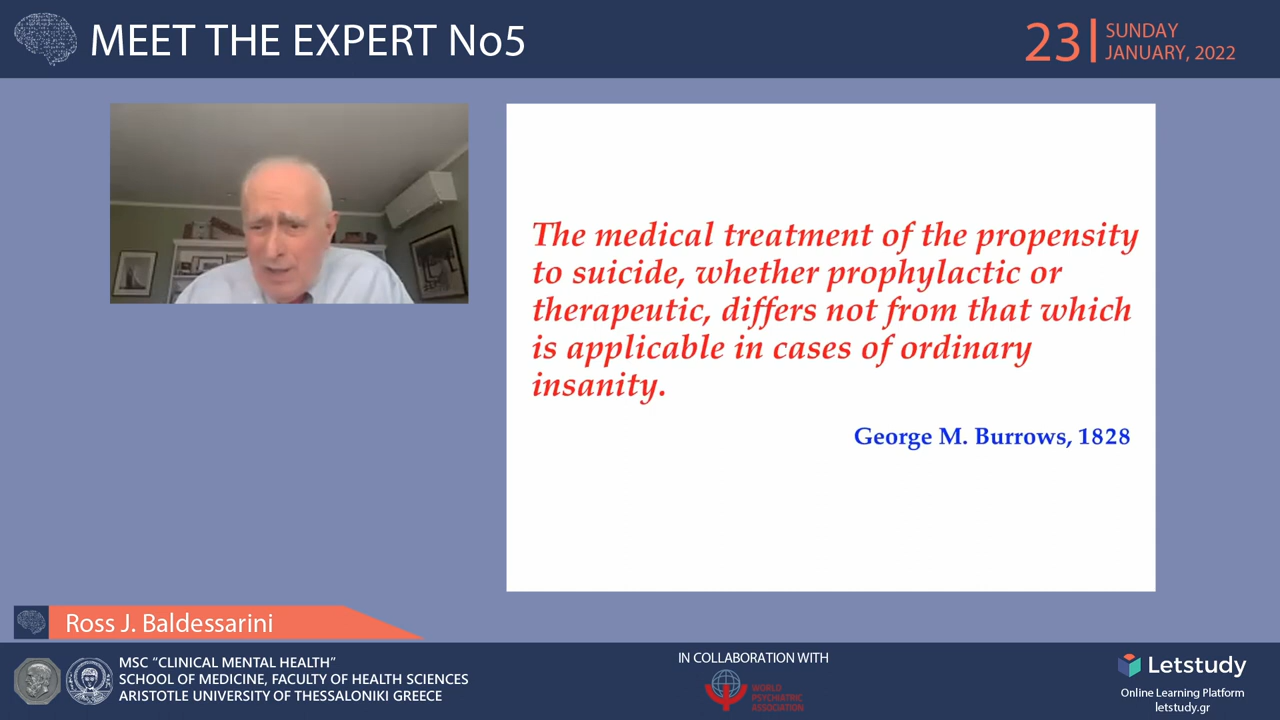 MEET THE EXPERT No5
23
SUNDAY
JANUARY, 2022
The medical treatment of the propensity
to suicide, whether prophylactic or
therapeutic, differs not from that which
is applicable in cases of ordinary
insanity.
George M. Burrows, 1828
Ross J. Baldessarini
MSC “CLINICAL MENTAL HEALTH”
SCHOOL OF MEDICINE, FACULTY OF HEALTH SCIENCES
ARISTOTLE UNIVERSITY OF THESSALONIKI GREECE
IN COLLABORATION WITH
WORLD
PSYCHIATRIC
ASSOCIATION
Letstudy
Online Learning Platform
letstudy.gr